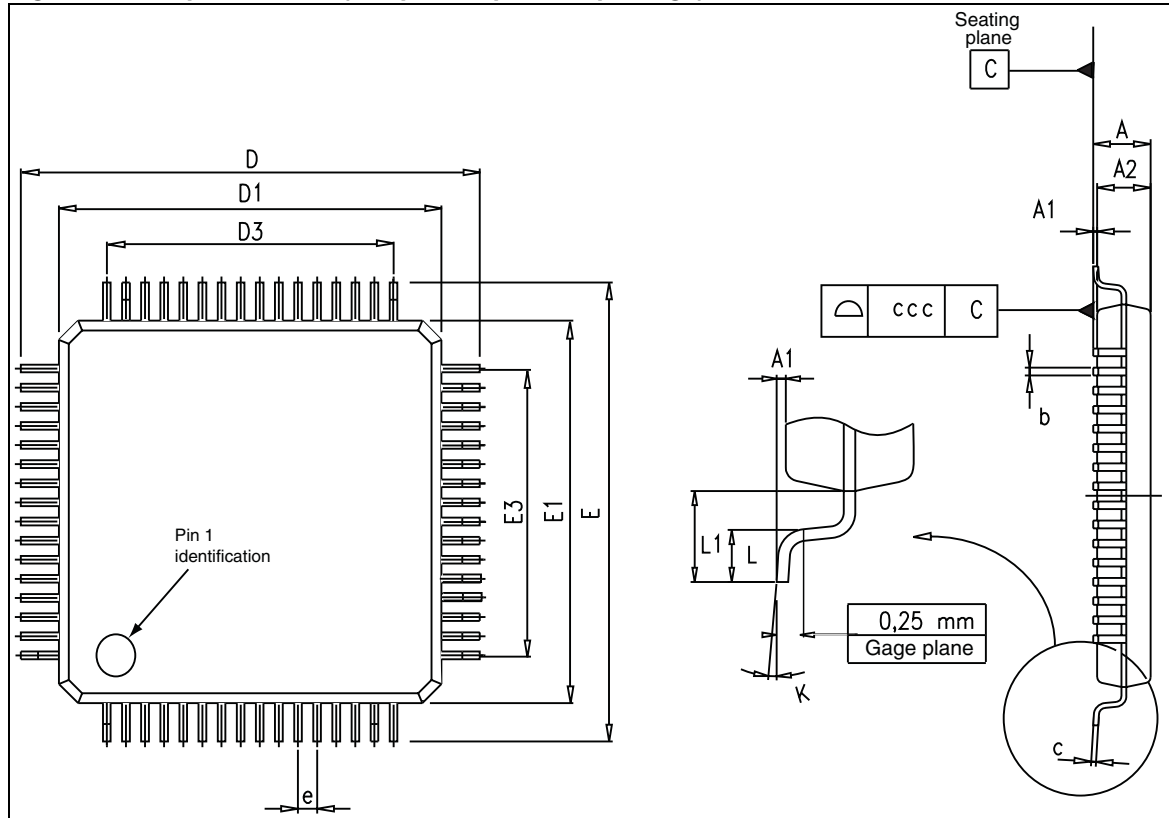 Seating
plane
C
A
A2
A1
D
D1
D3
ccc C
A1
b
E3
E1
E
Pin 1
identification
L1
L
0,25 mm
Gage plane
K
c
e